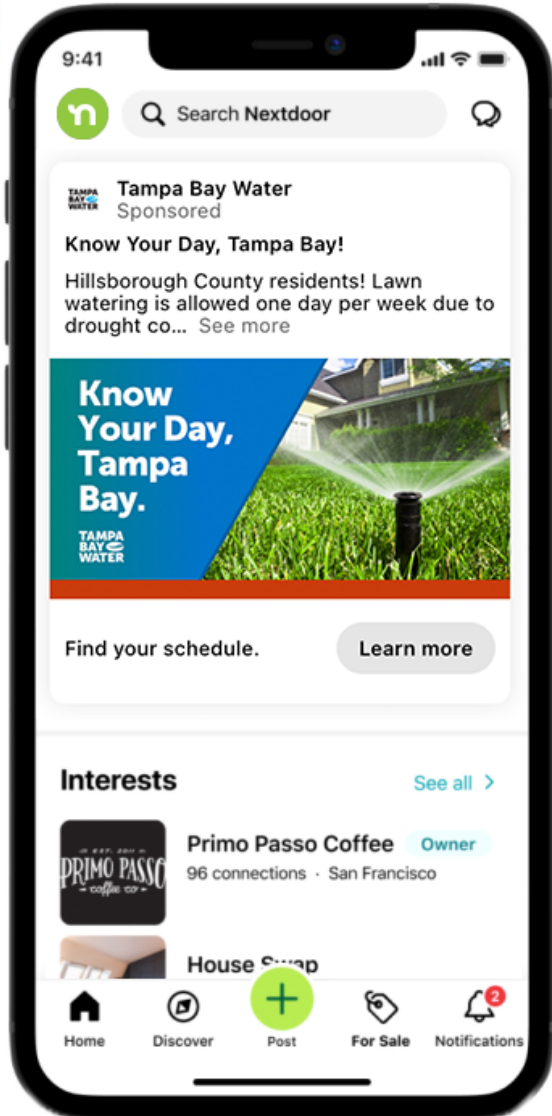 9:41
Search Nextdoor
TAMPA
BAY
WATER
Tampa Bay Water
Sponsored
Know Your Day, Tampa Bay!
Hillsborough County residents! Lawn
watering is allowed one day per week due to
drought co... See more
Know
Your Day,
Tampa
Bay.
TAMPA
BAY
WATER
Find your schedule.
Learn more
Interests
See all
EST. 2011
PRIMO PASSO
coffee co
Primo Passo Coffee Owner
96 connections · San Francisco
House Swap
Home
Discover
Post
For Sale
2
Notifications